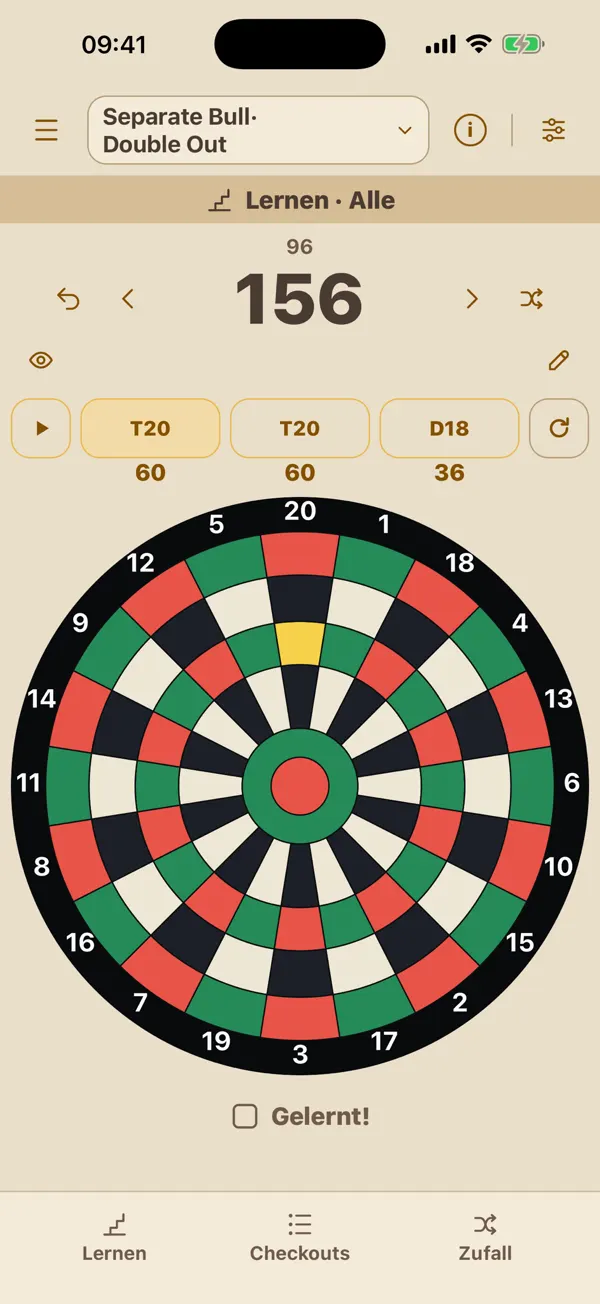 09:41
Separate Bull·
Double Out
Lernen · Alle
96
156
T20 T20 D18
60 60 36
20
5 1
12 18
9 4
14 13
11 6
8 10
16 15
7 2
19 17
3
Gelernt!
Lernen Checkouts Zufall